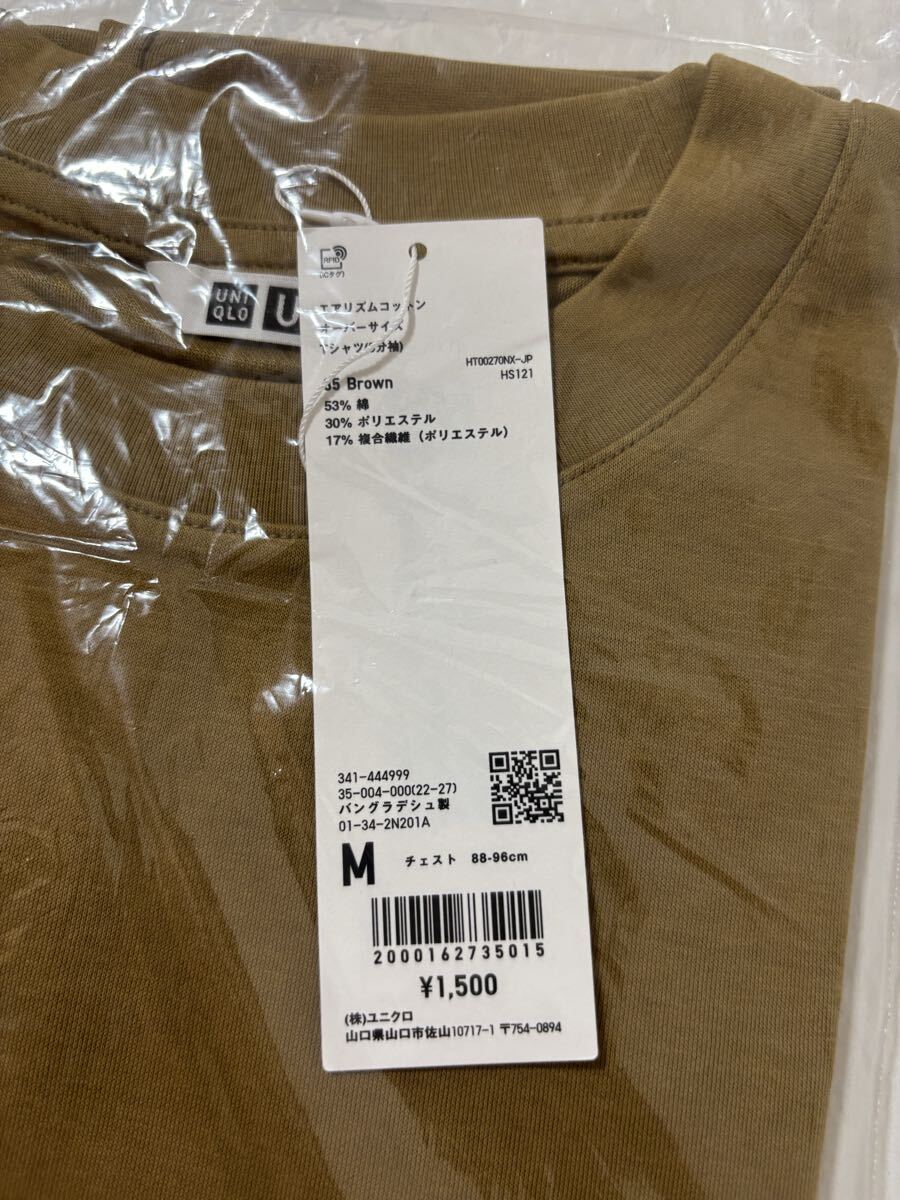 UNI
QLO
U
RFID
(ICタグ)
エアリズムコットン
オーバーサイズ
Tシャツ(5分袖)
HT00270NX-JP
HS121
35 Brown
53% 綿
30% ポリエステル
17% 複合繊維 (ポリエステル)
341-444999
35-004-000(22-27)
バングラデシュ製
01-34-2N201A
M チェスト 88-96cm
2000162735015
¥1,500
(株)ユニクロ
山口県山口市佐山10717-1 〒754-0894